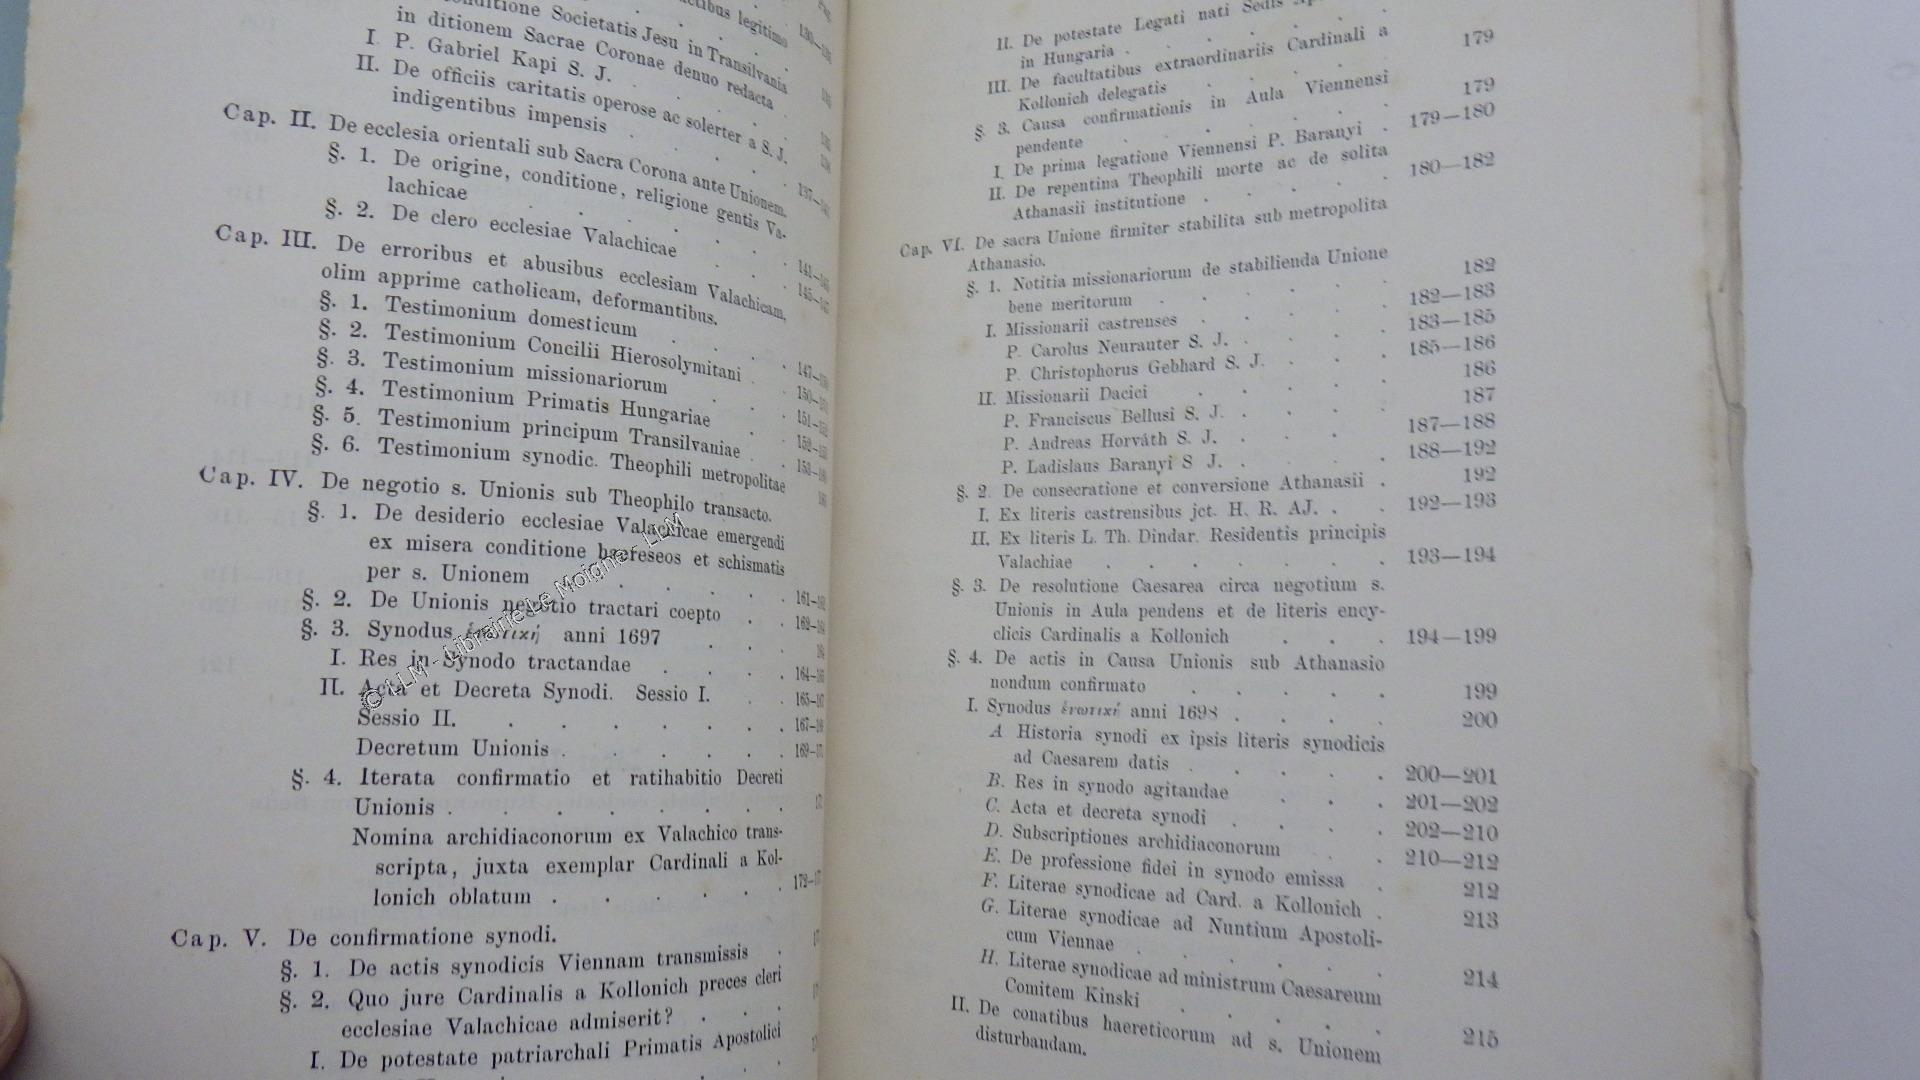 ctibus legitimo
130—13
Societatis Jesu in Transilvania
in ditionem Sacrae Coronae denuo redacta
I. P. Gabriel Kapi S. J.
II. De officiis caritatis operose ac solerter a S. J.
indigentibus impensis
Cap. II. De ecclesia orientali sub Sacra Corona ante Unionem.
§. 1. De origine, conditione, religione gentis Va-
lachicae
§. 2. De clero ecclesiae Valachicae
Cap. III. De erroribus et abusibus ecclesiam Valachicam,
olim apprime catholicam, deformantibus.
§. 1. Testimonium domesticum
§. 2. Testimonium Concilii Hierosolymitani
§. 3. Testimonium missionariorum
§. 4. Testimonium Primatis Hungariae
§. 5. Testimonium principum Transilvaniae
§. 6. Testimonium synodic. Theophili metropolitae
Cap. IV. De negotio s. Unionis sub Theophilo transacto.
§. 1. De desiderio ecclesiae Valachicae emergendi
ex misera conditione haereseos et schismatis
per s. Unionem
§. 2. De Unionis negotio tractari coepto
§. 3. Synodus ἑνωτική anni 1697
I. Res in Synodo tractandae
II. Acta et Decreta Synodi. Sessio I.
Sessio II.
Decretum Unionis
§. 4. Iterata confirmatio et ratihabitio Decreti
Unionis
Nomina archidiaconorum ex Valachico trans-
scripta, juxta exemplar Cardinali a Kol-
lonich oblatum
Cap. V. De confirmatione synodi.
§. 1. De actis synodicis Viennam transmissis
§. 2. Quo jure Cardinalis a Kollonich preces cleri
ecclesiae Valachicae admiserit?
I. De potestate patriarchali Primatis Apostolici
© LLM - Librairie Le Moigne - LLM
II. De potestate Legati nati Sedis
in Hungaria . 179
III. De facultatibus extraordinariis Cardinali a
Kollonich delegatis 179
§. 3. Causa confirmationis in Aula Viennensi
pendente 179—180
I. De prima legatione Viennensi P. Baranyi .
II. De repentina Theophili morte ac de solita
Athanasii institutione . 180—182
Cap. VI. De sacra Unione firmiter stabilita sub metropolita
Athanasio.
§. 1. Notitia missionariorum de stabilienda Unione
bene meritorum 182
I. Missionarii castrenses 182—183
P. Carolus Neurauter S. J. 183—185
P. Christophorus Gebhard S. J. 185—186
II. Missionarii Dacici 186
P. Franciscus Bellusi S. J. 187
P. Andreas Horváth S. J. 187—188
P. Ladislaus Baranyi S J. 188—192
§. 2. De consecratione et conversione Athanasii . 192
I. Ex literis castrensibus jct. H. R. AJ. . 192—193
II. Ex literis L. Th. Dindar. Residentis principis
Valachiae 193—194
§. 3. De resolutione Caesarea circa negotium s.
Unionis in Aula pendens et de literis ency-
clicis Cardinalis a Kollonich 194—199
§. 4. De actis in Causa Unionis sub Athanasio
nondum confirmato 199
I. Synodus ἑνωτική anni 1698 200
A Historia synodi ex ipsis literis synodicis
ad Caesarem datis 200—201
B. Res in synodo agitandae 201—202
C. Acta et decreta synodi 202—210
D. Subscriptiones archidiaconorum 210—212
E. De professione fidei in synodo emissa 212
F. Literae synodicae ad Card. a Kollonich . 213
G. Literae synodicae ad Nuntium Apostoli-
cum Viennae 214
H. Literae synodicae ad ministrum Caesareum
Comitem Kinski 215
II. De conatibus haereticorum ad s. Unionem
disturbandam.